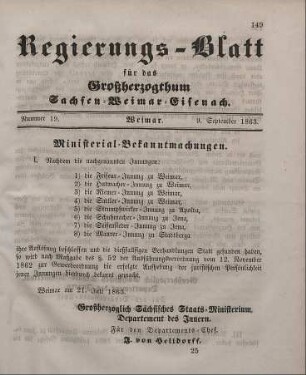 149
Regierungs-Blatt
für das
Großherzogthum
Sachsen-Weimar-Eisenach.
Nummer 19. Weimar. 9. September 1863.
Ministerial-Bekanntmachungen.
I. Nachdem die nachgenannten Innungen:
1) die Innung zu Weimar,
2) die Hutmacher-Innung zu Weimar,
3) die Riemer-Innung zu Weimar,
4) die Sattler-Innung zu Weimar,
5) die Strumpfwirker-Innung zu Apolda,
6) die Schuhmacher-Innung zu Jena,
7) die Seifensieder-Innung zu Jena,
8) die Maurer-Innung zu
ihre Auflösung beschlossen und die dießfallsigen Verhandlungen Statt gefunden haben,
so wird nach Maßgabe des § 52 der Ausführungsverordnung vom 12. November
1862 zur Gewerbeordnung die erfolgte Aufhebung der juristischen Persönlichkeit
jener Innungen hierdurch bekannt gemacht.
Weimar am 21. Juli 1863.
Großherzoglich Sächsisches Staats-Ministerium,
Departement des Innern.
Für den Departements-Chef.
J. von Helldorff.
25